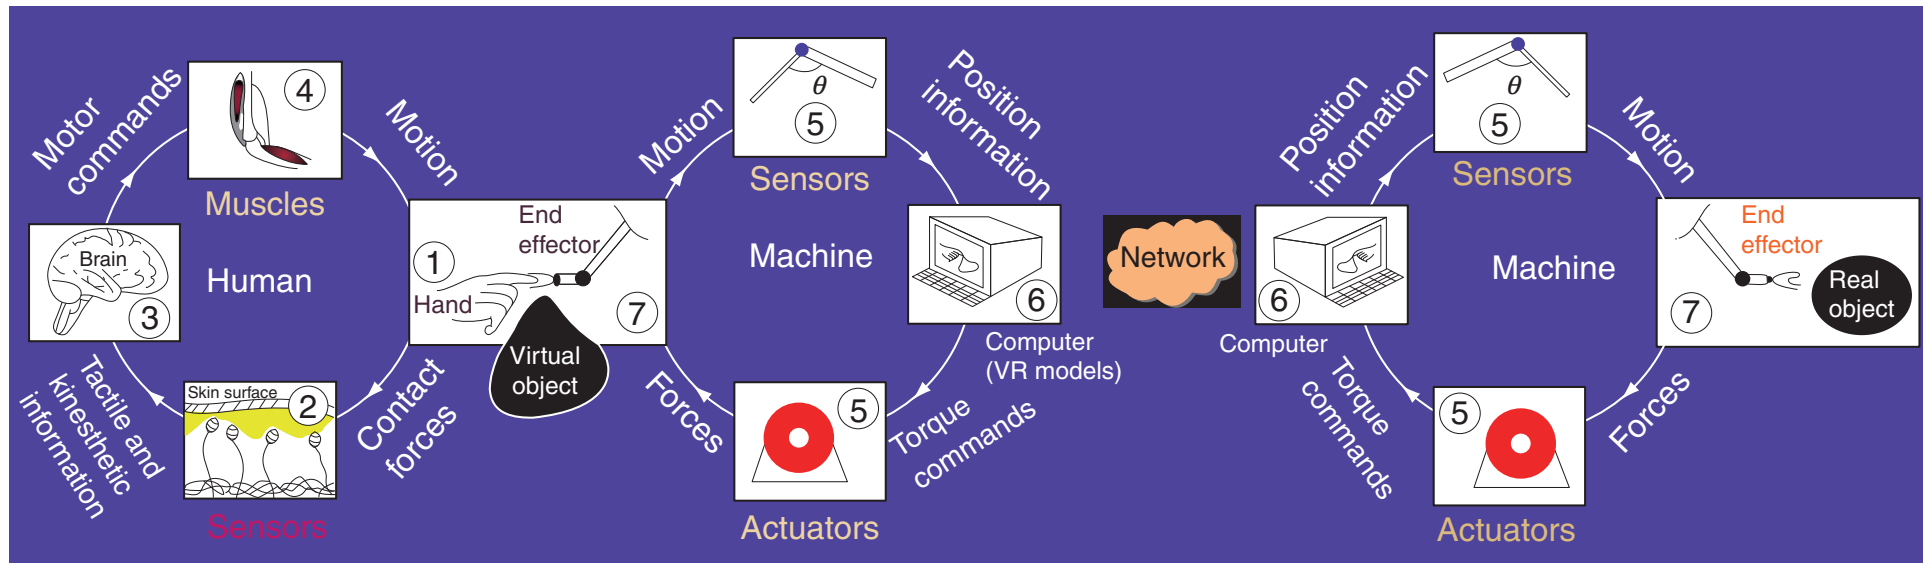 Motor
commands
4
Muscles
Motion
Brain
3
Human
Tactile and
kinesthetic
information
Skin surface
2
Sensors
Contact
forces
1
Hand
End
effector
7
Virtual
object
Motion
θ
5
Sensors
Position
information
Machine
6
Computer
(VR models)
Forces
5
Actuators
Torque
commands
Network
Position
information
θ
5
Sensors
Motion
6
Computer
Machine
End
effector
7
Real
object
Torque
commands
5
Actuators
Forces